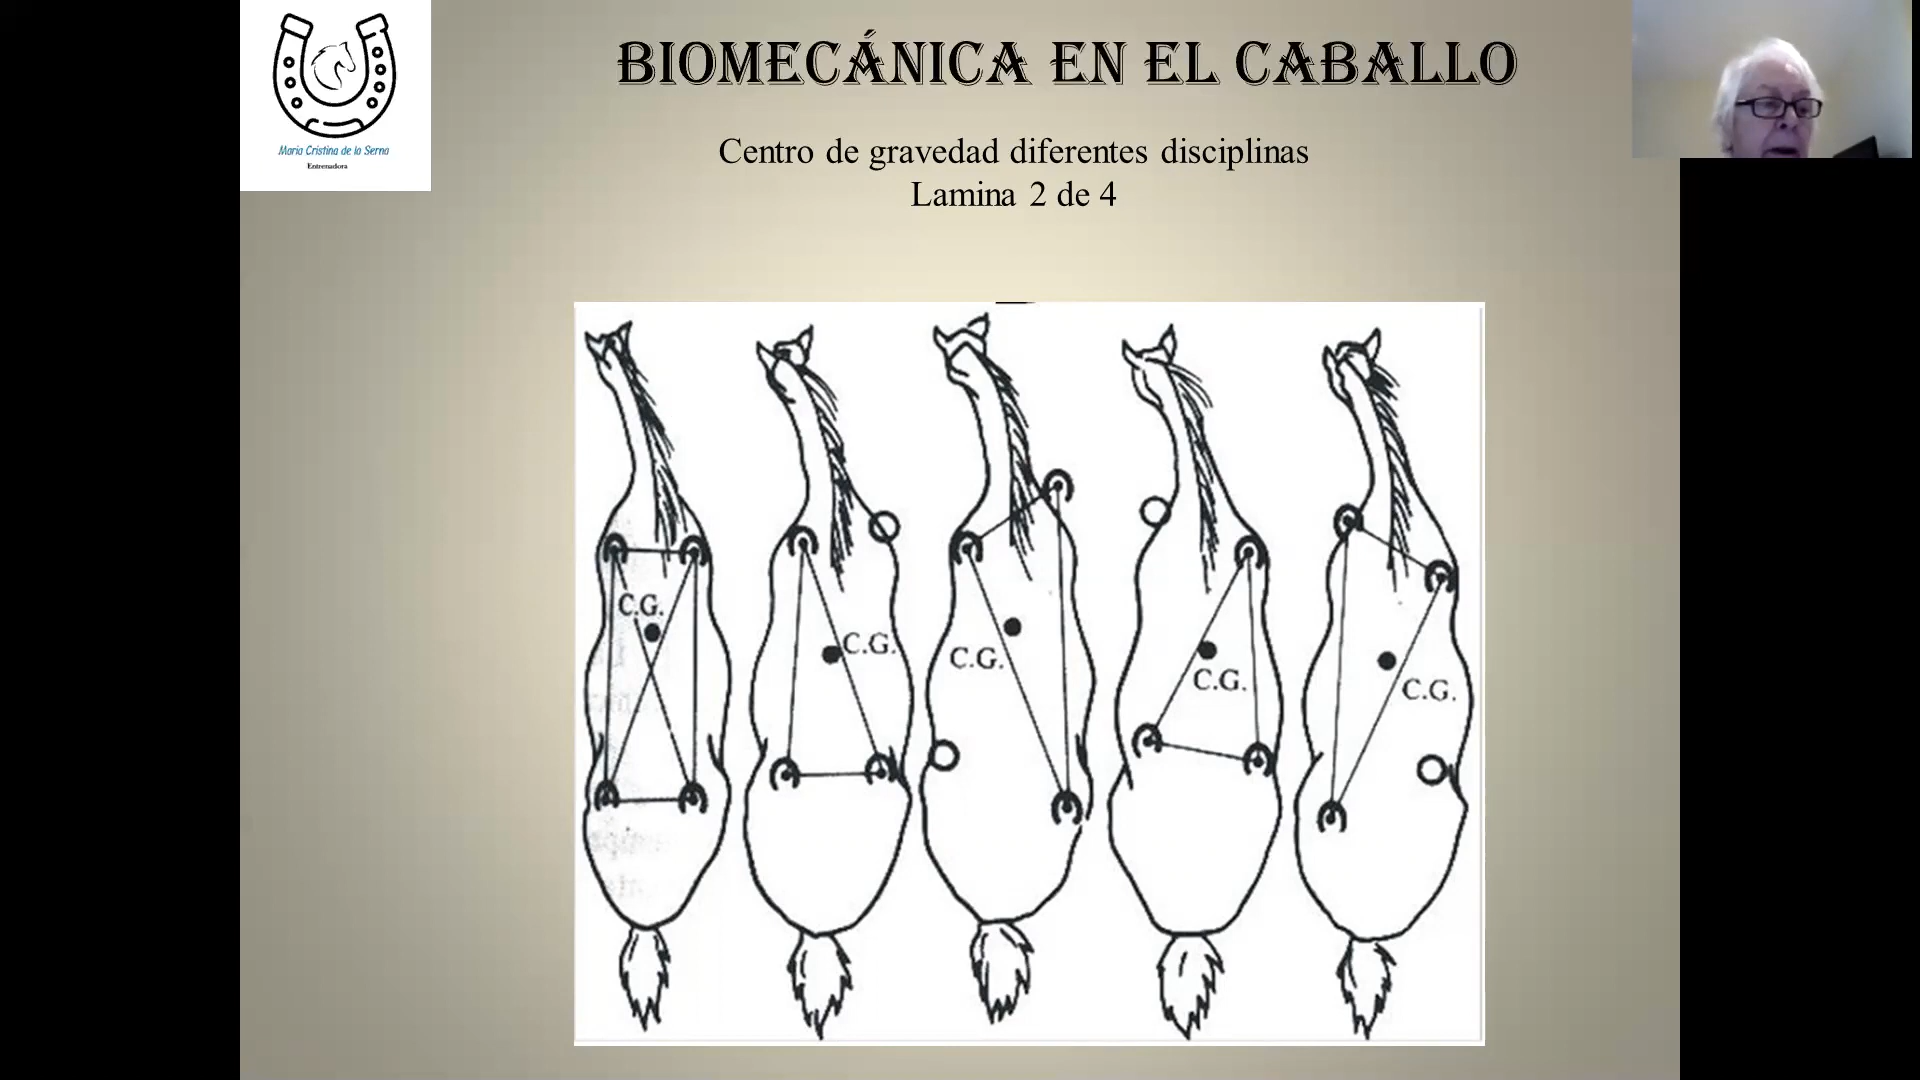 BIOMECÁNICA EN EL CABALLO
Maria Cristina de la Serna
Entrenadora
Centro de gravedad diferentes disciplinas
Lamina 2 de 4
C.G.
C.G.
C.G.
C.G.
C.G.